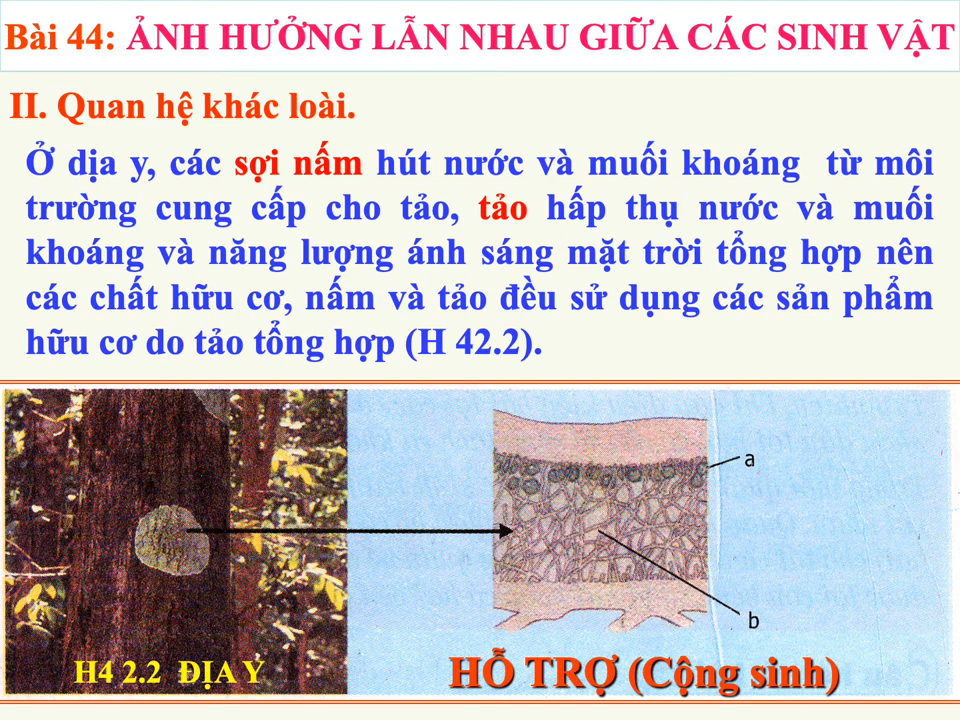 Bài 44: ẢNH HƯỞNG LẪN NHAU GIỮA CÁC SINH VẬT
II. Quan hệ khác loài.
Ở dịa y, các sợi nấm hút nước và muối khoáng từ môi
trường cung cấp cho tảo, tảo hấp thụ nước và muối
khoáng và năng lượng ánh sáng mặt trời tổng hợp nên
các chất hữu cơ, nấm và tảo đều sử dụng các sản phẩm
hữu cơ do tảo tổng hợp (H 42.2).
a
b
H4 2.2 ĐỊA Y
HỖ TRỢ (Cộng sinh)